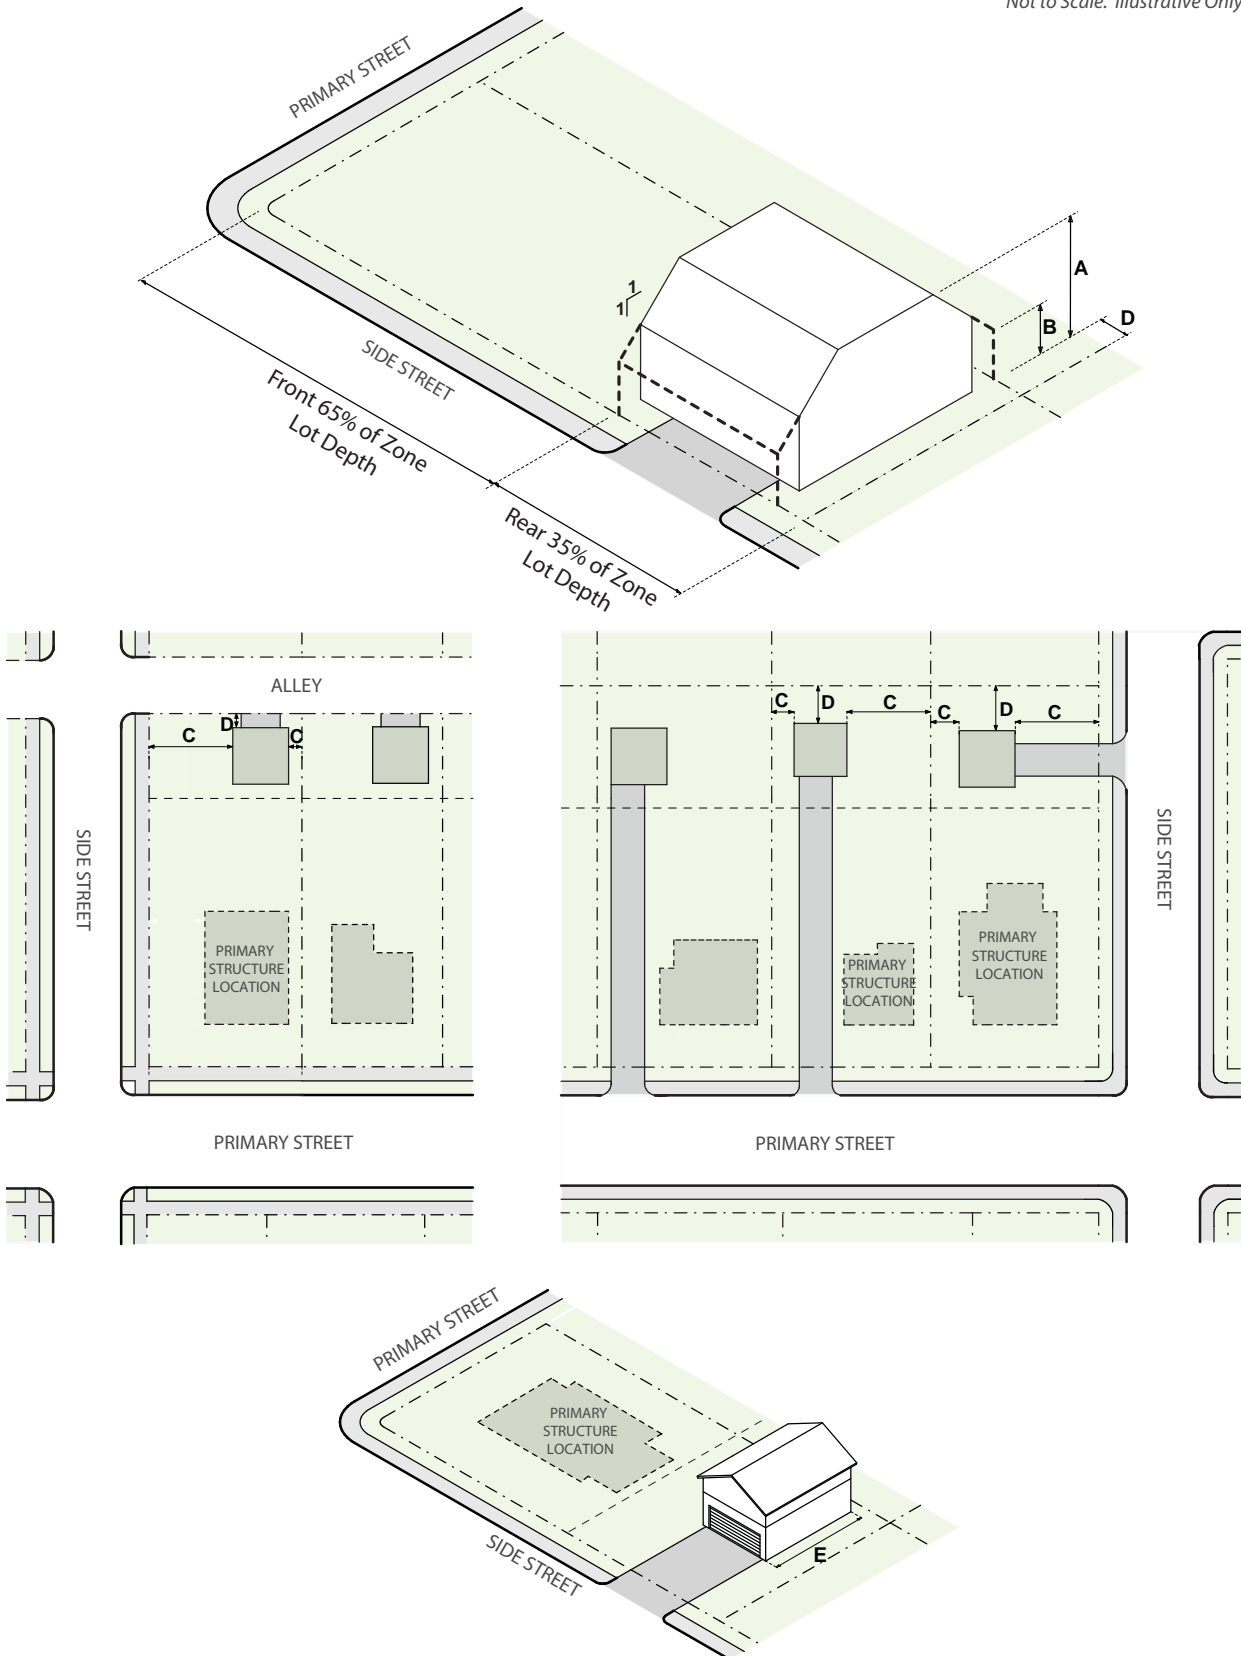 Not to Scale. Illustrative Only
PRIMARY STREET
A
1
1
B
D
SIDE STREET
Front 65% of Zone
Lot Depth
Rear 35% of Zone
Lot Depth
ALLEY
D
C
C
C
D
C
C
D
C
SIDE STREET
SIDE STREET
PRIMARY
STRUCTURE
LOCATION
PRIMARY
STRUCTURE
LOCATION
PRIMARY
STRUCTURE
LOCATION
PRIMARY STREET
PRIMARY STREET
PRIMARY STREET
PRIMARY
STRUCTURE
LOCATION
SIDE STREET
E